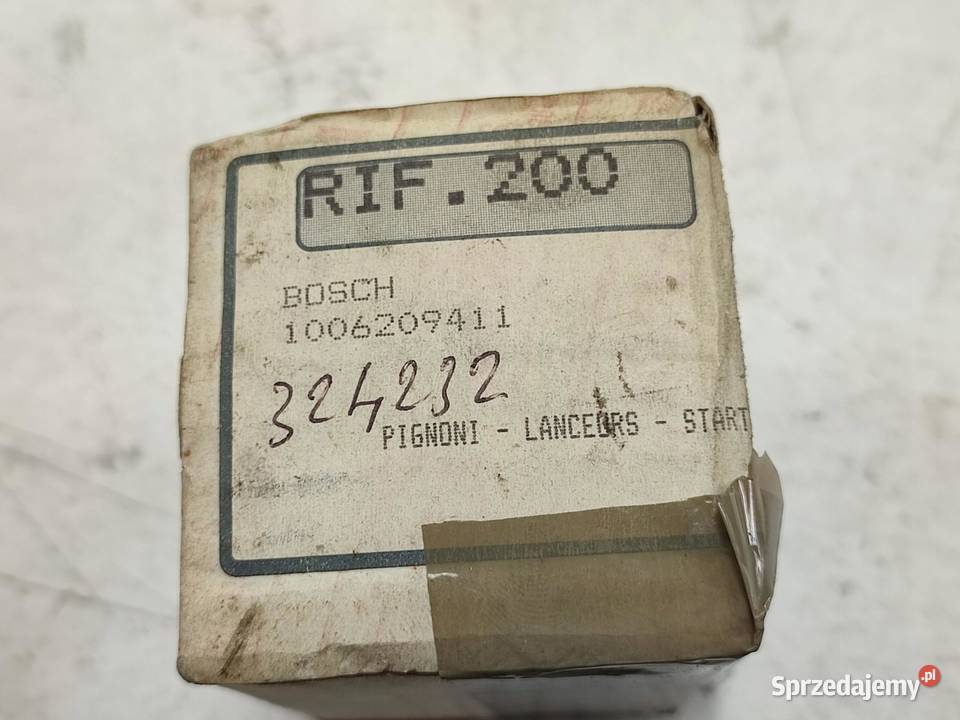 RIF.200
BOSCH
1006209411
324232
PIGNONI - LANCEURS - START
Sprzedajemy.pl